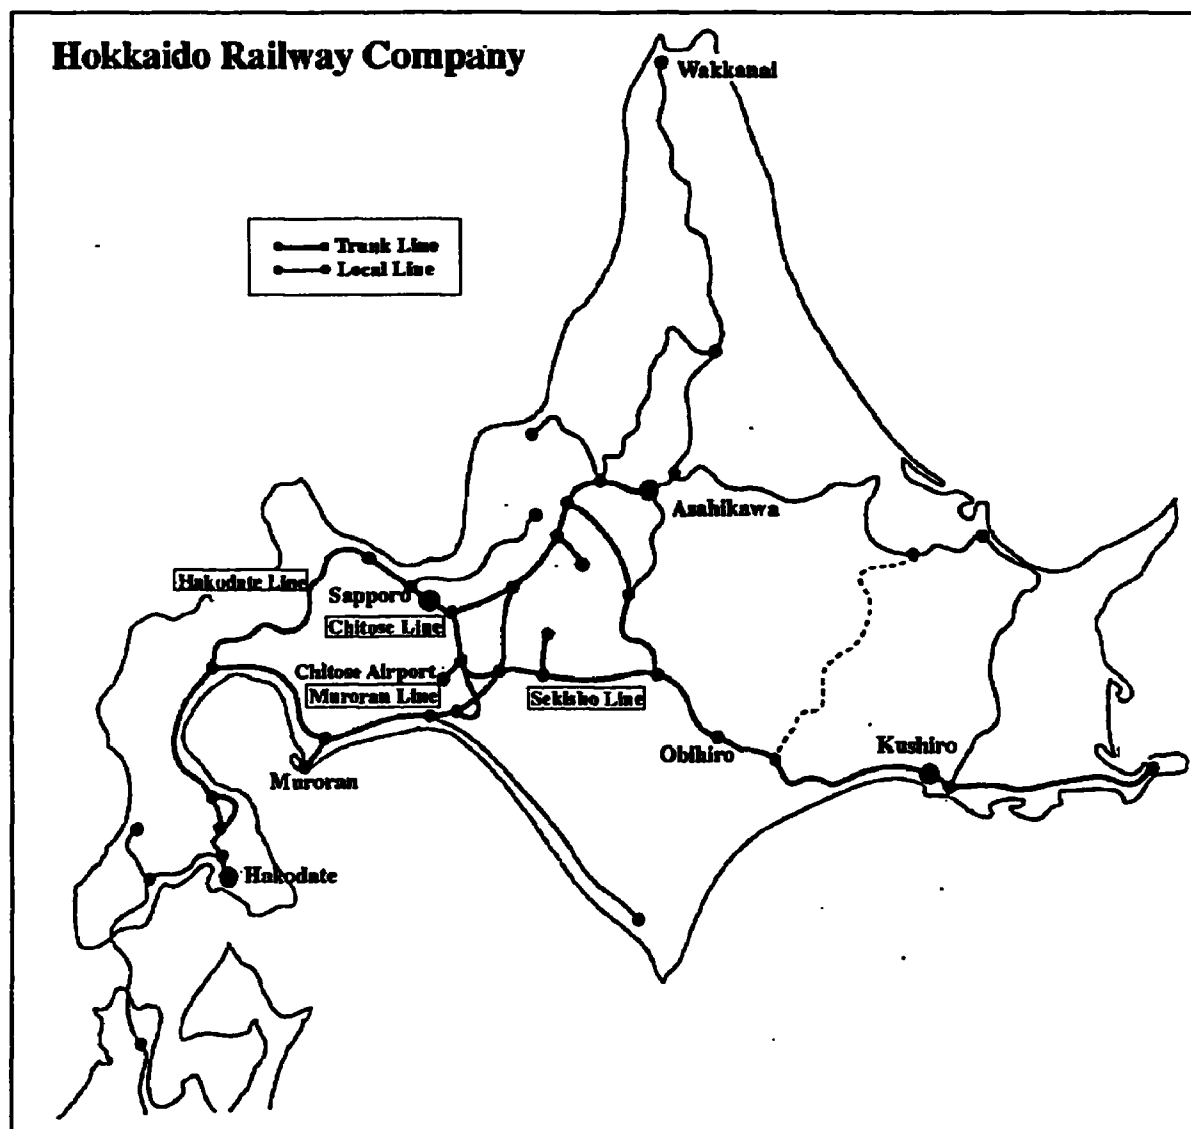 Hokkaido Railway Company
Wakkanai
Trunk Line
Local Line
Asahikawa
Hakodate Line
Sapporo
Chitose Line
Chitose Airport
Muroran Line
Sekisho Line
Obihiro
Kushiro
Muroran
Hakodate